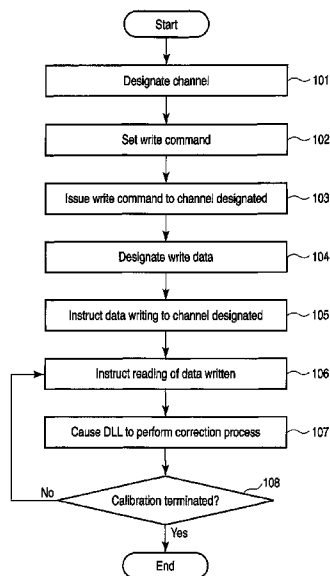 Start
Designate channel 101
Set write command 102
Issue write command to channel designated 103
Designate write data 104
Instruct data writing to channel designated 105
Instruct reading of data written 106
Cause DLL to perform correction process 107
108
No Calibration terminated?
Yes
End